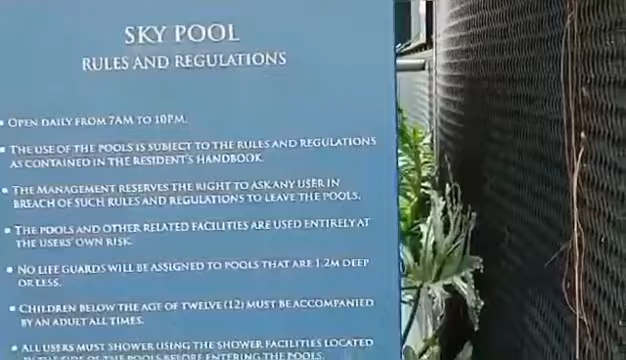 SKY POOL
RULES AND REGULATIONS
• OPEN DAILY FROM 7AM TO 10PM.
• THE USE OF THE POOLS IS SUBJECT TO THE RULES AND REGULATIONS
AS CONTAINED IN THE RESIDENT'S HANDBOOK.
• THE MANAGEMENT RESERVES THE RIGHT TO ASK ANY USER IN
BREACH OF SUCH RULES AND REGULATIONS TO LEAVE THE POOLS.
• THE POOLS AND OTHER RELATED FACILITIES ARE USED ENTIRELY AT
THE USERS' OWN RISK.
• NO LIFE GUARDS WILL BE ASSIGNED TO POOLS THAT ARE 1.2M DEEP
OR LESS.
• CHILDREN BELOW THE AGE OF TWELVE (12) MUST BE ACCOMPANIED
BY AN ADULT ALL TIMES.
• ALL USERS MUST SHOWER USING THE SHOWER FACILITIES LOCATED
BY THE SIDE OF THE POOLS BEFORE ENTERING THE POOLS.